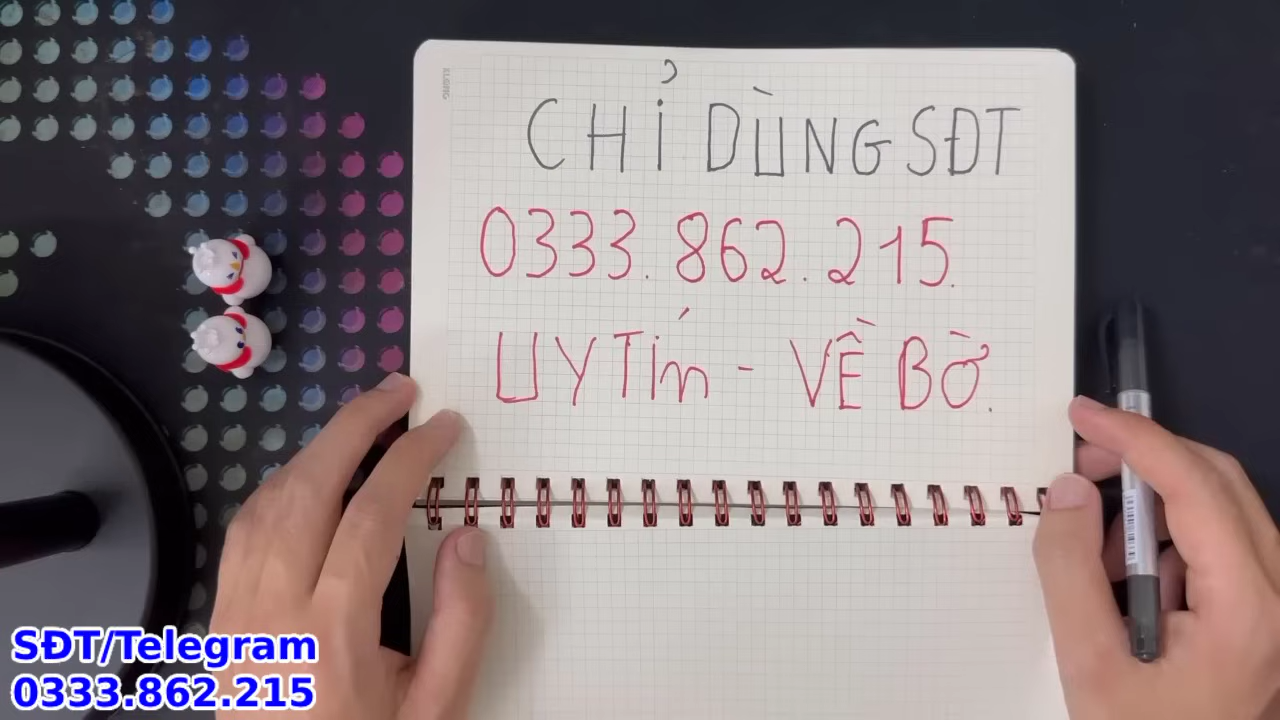 CHỈ DÙNG SĐT
0333.862.215.
UY TÍN - VỀ BỜ.
SĐT/Telegram
0333.862.215